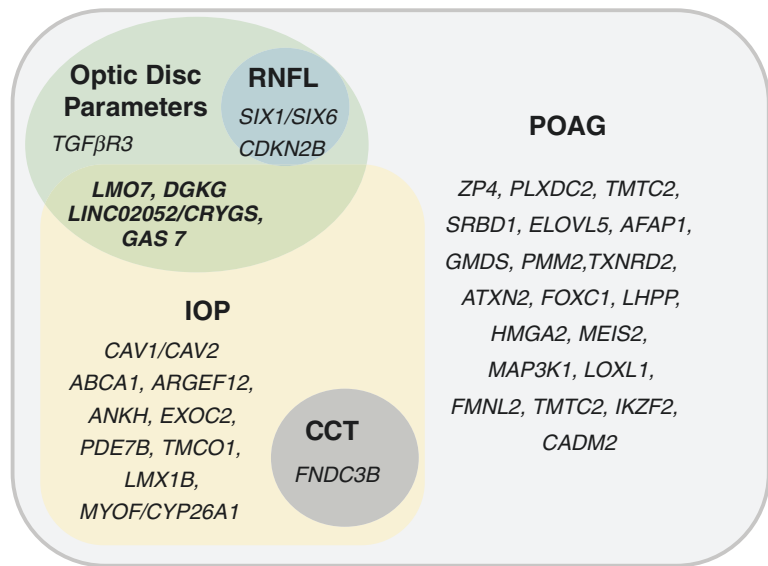 Optic Disc
Parameters
TGFβR3
RNFL
SIX1/SIX6
CDKN2B
LMO7, DGKG
LINC02052/CRYGS,
GAS 7
IOP
CAV1/CAV2
ABCA1, ARGEF12,
ANKH, EXOC2,
PDE7B, TMCO1,
LMX1B,
MYOF/CYP26A1
CCT
FNDC3B
POAG
ZP4, PLXDC2, TMTC2,
SRBD1, ELOVL5, AFAP1,
GMDS, PMM2,TXNRD2,
ATXN2, FOXC1, LHPP,
HMGA2, MEIS2,
MAP3K1, LOXL1,
FMNL2, TMTC2, IKZF2,
CADM2